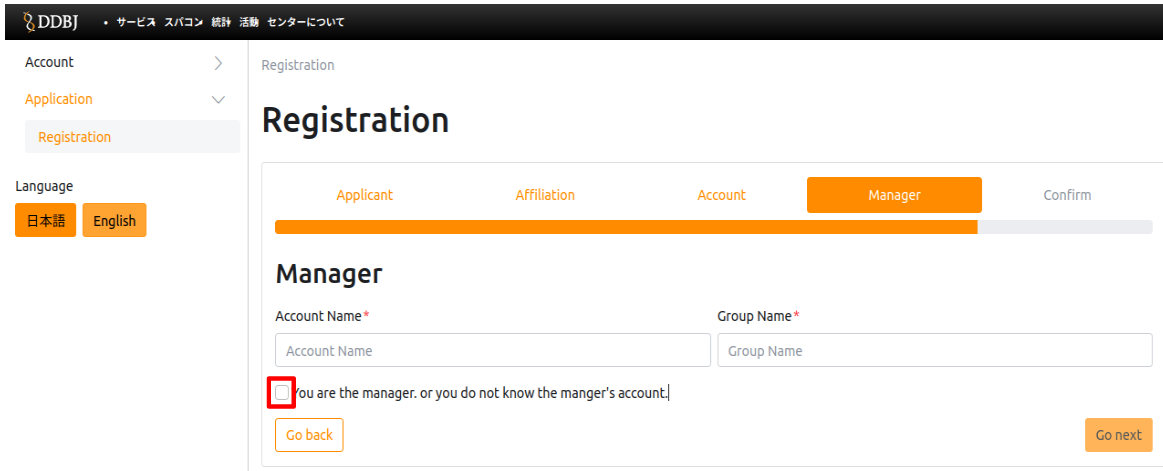 DDBJ • サービス スパコン 統計 活動 センターについて
Account
Application
Registration
Language
日本語 English
Registration
Registration
Applicant Affiliation Account Manager Confirm
Manager
Account Name* Group Name*
Account Name Group Name
You are the manager. or you do not know the manger's account.
Go back Go next